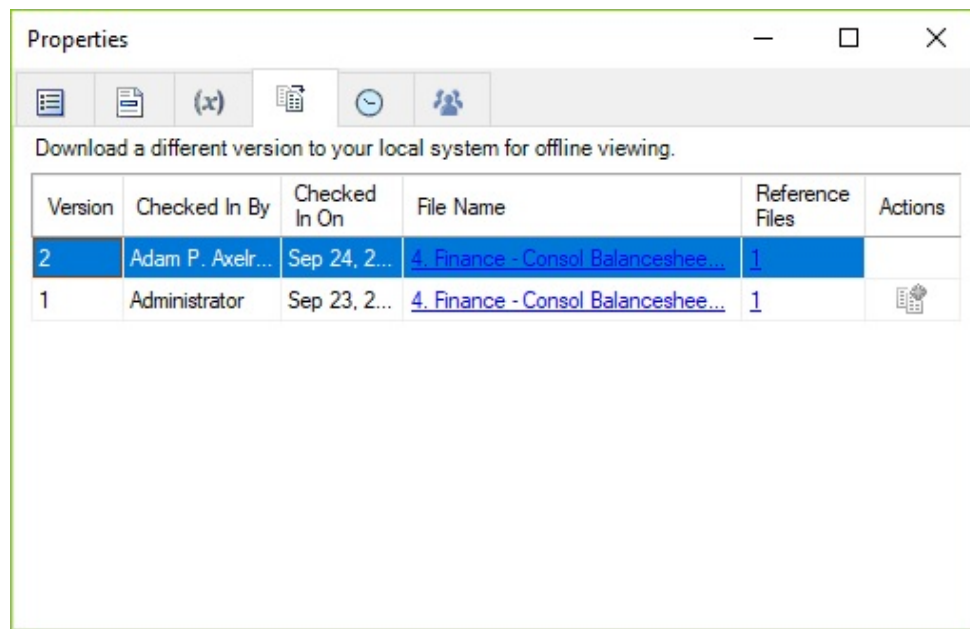 Properties
(x)
Download a different version to your local system for offline viewing.
Version Checked In By Checked In On File Name Reference Files Actions
2 Adam P. Axelr... Sep 24, 2... 4. Finance - Consol Balanceshee... 1
1 Administrator Sep 23, 2... 4. Finance - Consol Balanceshee... 1